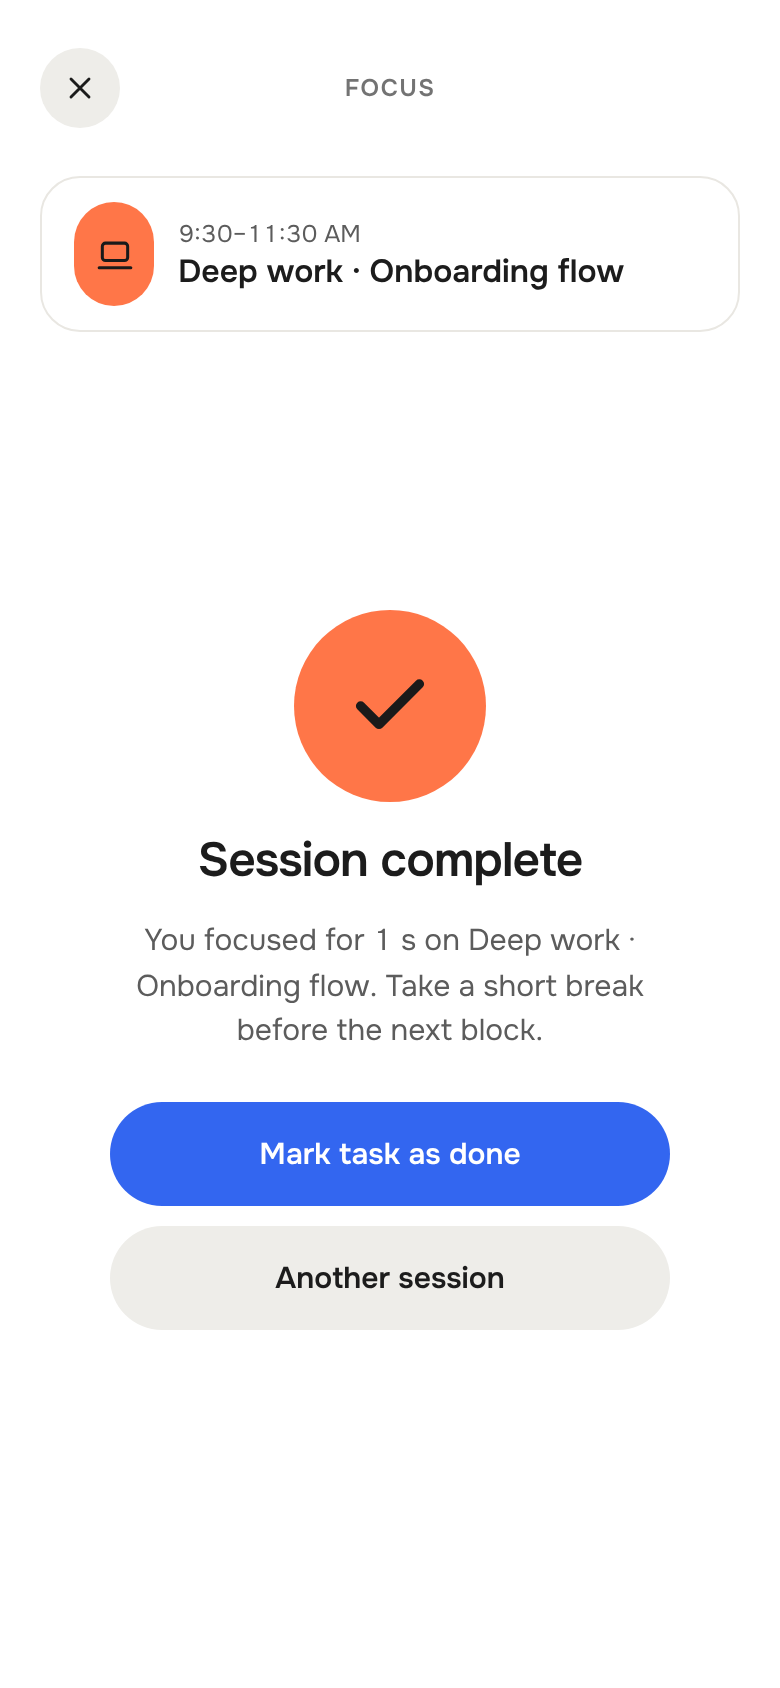 FOCUS
9:30–11:30 AM
Deep work · Onboarding flow
Session complete
You focused for 1 s on Deep work ·
Onboarding flow. Take a short break
before the next block.
Mark task as done
Another session